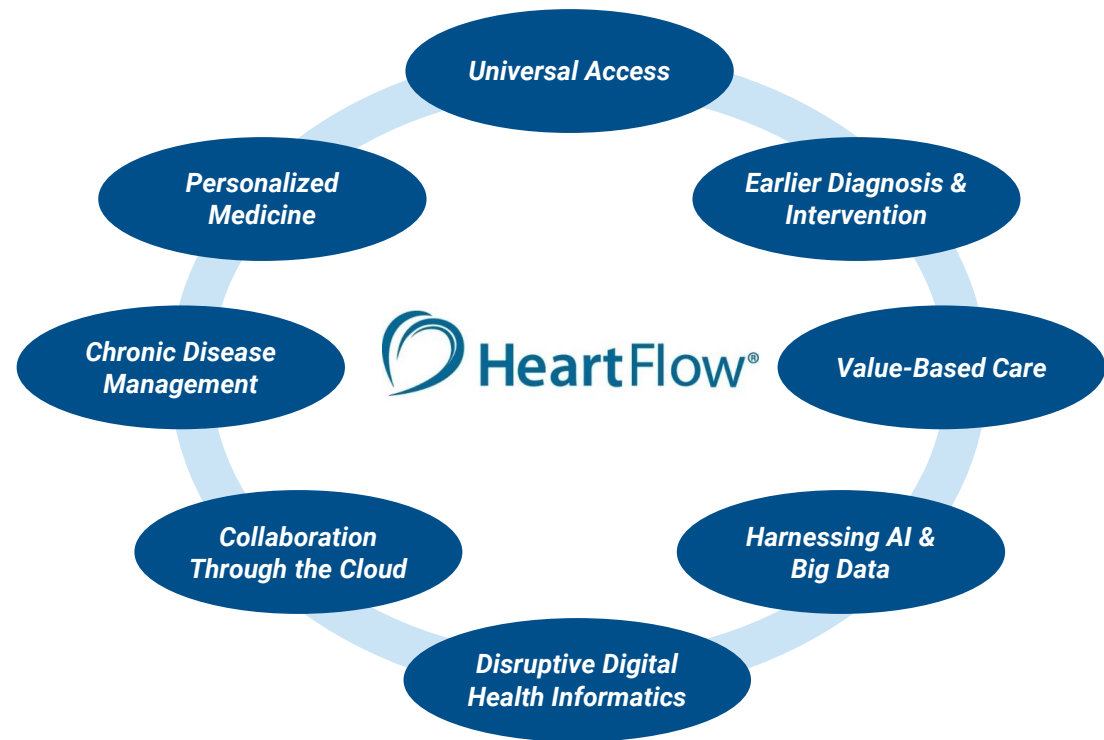 Universal Access
Personalized
Medicine
Earlier Diagnosis &
Intervention
Chronic Disease
Management
HeartFlow®
Value-Based Care
Collaboration
Through the Cloud
Harnessing AI &
Big Data
Disruptive Digital
Health Informatics